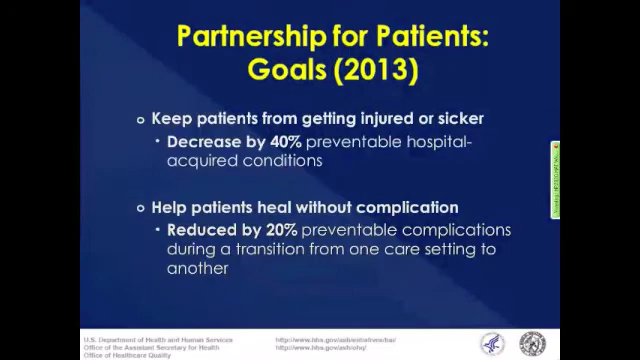 Partnership for Patients:
Goals (2013)
o Keep patients from getting injured or sicker
· Decrease by 40% preventable hospital-
acquired conditions
o Help patients heal without complication
· Reduced by 20% preventable complications
during a transition from one care setting to
another
U.S. Department of Health and Human Services
Office of the Assistant Secretary for Health
Office of Healthcare Quality